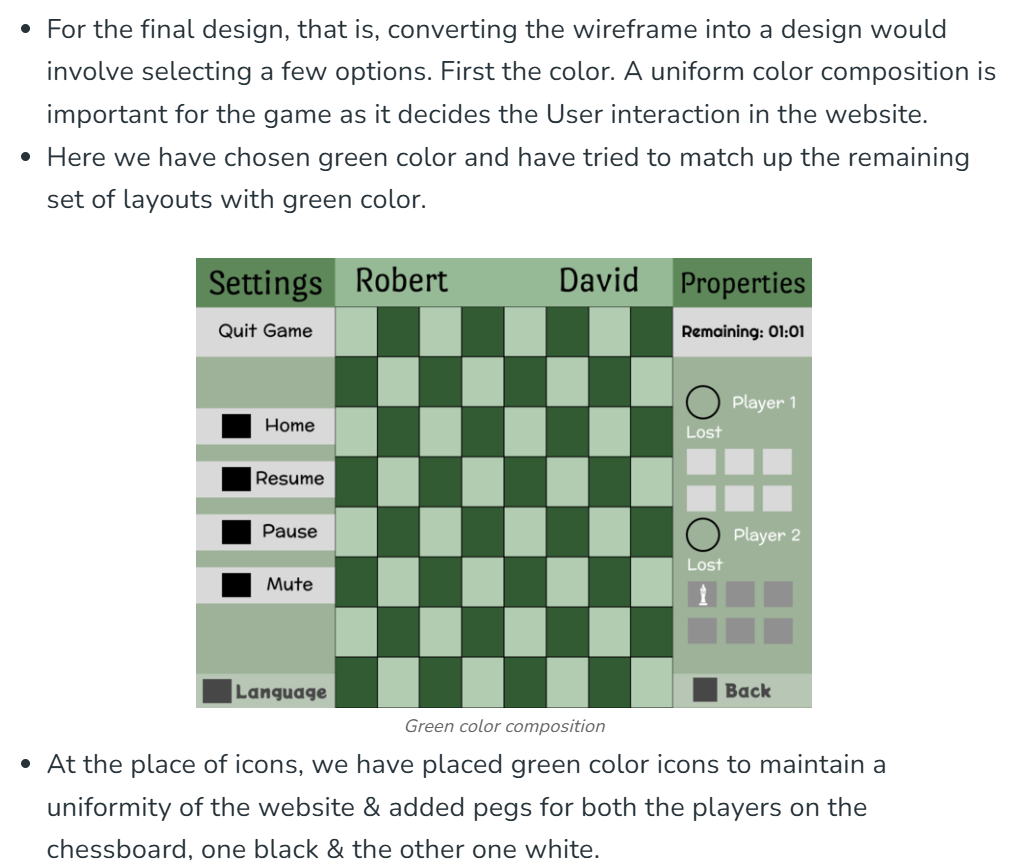 For the final design, that is, converting the wireframe into a design would
involve selecting a few options. First the color. A uniform color composition is
important for the game as it decides the User interaction in the website.
Here we have chosen green color and have tried to match up the remaining
set of layouts with green color.
Settings
Robert
David
Properties
Quit Game
Remaining: 01:01
Home
Resume
Pause
Mute
Language
Player 1
Lost
Player 2
Lost
Back
Green color composition
At the place of icons, we have placed green color icons to maintain a
uniformity of the website & added pegs for both the players on the
chessboard, one black & the other one white.